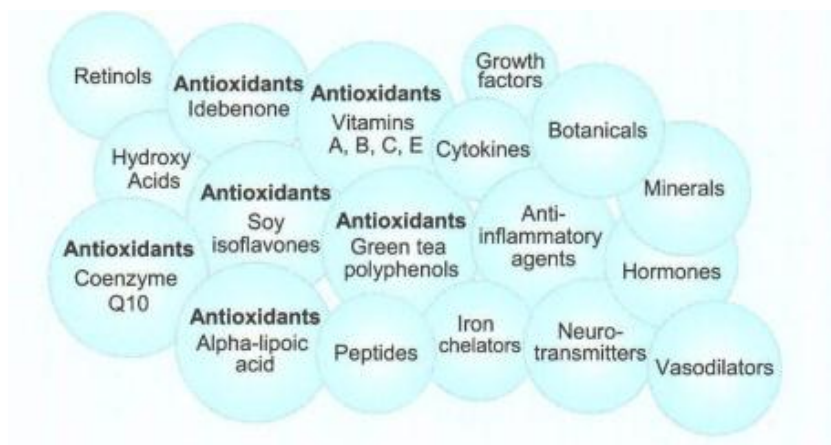 Retinols
Antioxidants
Idebenone
Antioxidants
Vitamins
A, B, C, E
Growth
factors
Cytokines
Botanicals
Hydroxy
Acids
Antioxidants
Soy
isoflavones
Antioxidants
Green tea
polyphenols
Anti-
inflammatory
agents
Minerals
Hormones
Antioxidants
Coenzyme
Q10
Antioxidants
Alpha-lipoic
acid
Peptides
Iron
chelators
Neuro-
transmitters
Vasodilators